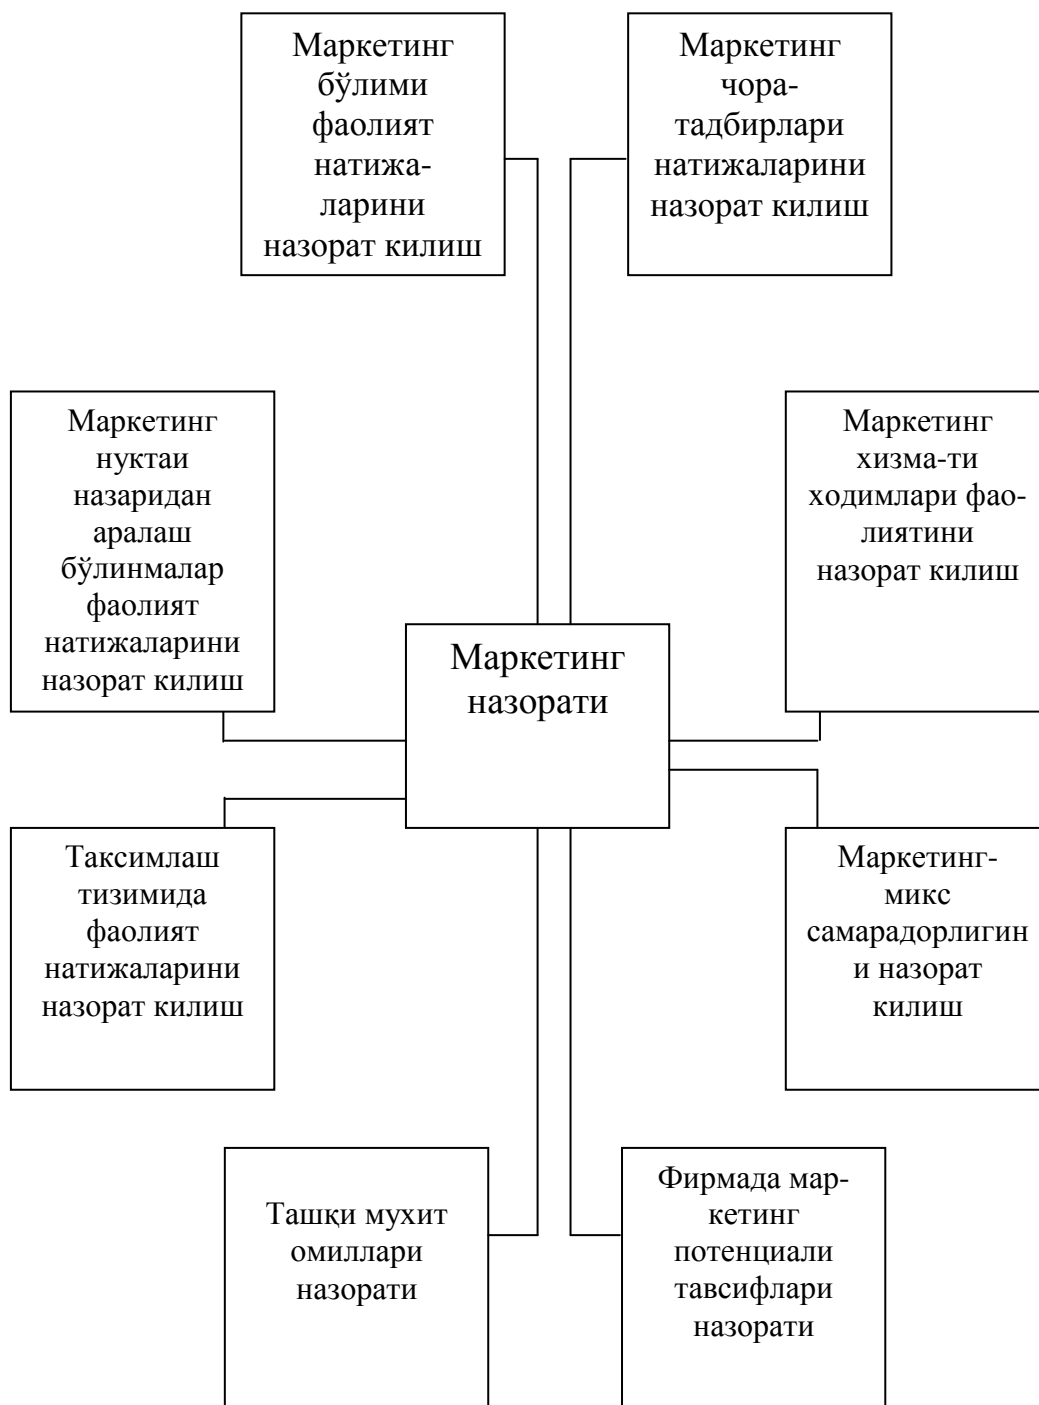 Маркетинг
бўлими
фаолият
натижа-
ларини
назорат килиш
Маркетинг
чора-
тадбирлари
натижаларини
назорат килиш
Маркетинг
нуктаи
назаридан
аралаш
бўлинмалар
фаолият
натижаларини
назорат килиш
Маркетинг
хизма-ти
ходимлари фао-
лиятини
назорат килиш
Маркетинг
назорати
Таксимлаш
тизимида
фаолият
натижаларини
назорат килиш
Маркетинг-
микс
самарадорлигин
и назорат
килиш
Ташқи мухит
омиллари
назорати
Фирмада мар-
кетинг
потенциали
тавсифлари
назорати